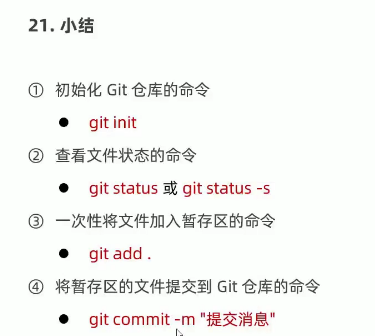 21. 小结
① 初始化 Git 仓库的命令
● git init
② 查看文件状态的命令
● git status 或 git status -s
③ 一次性将文件加入暂存区的命令
● git add .
④ 将暂存区的文件提交到 Git 仓库的命令
● git commit -m "提交消息"